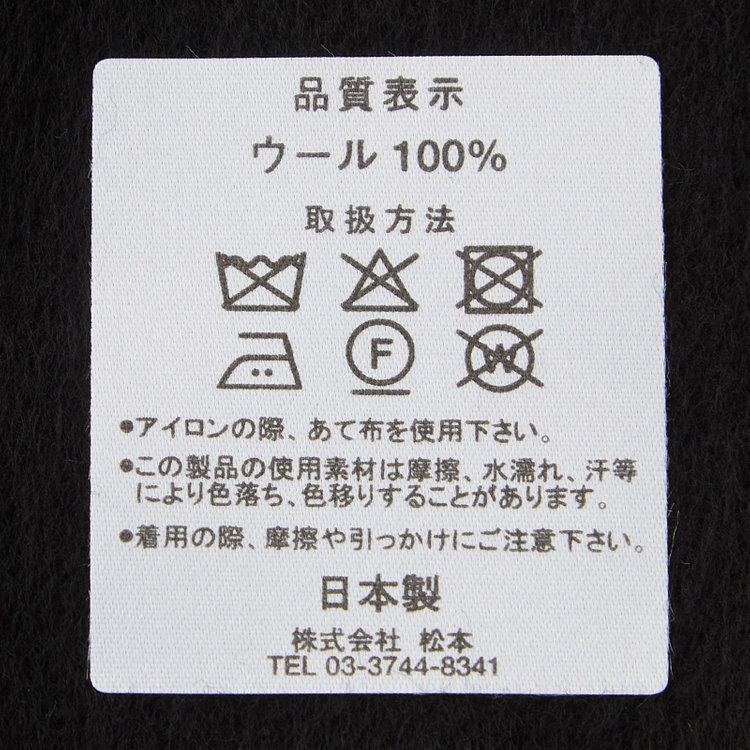 品質表示
ウール 100%
取扱方法
F
W
●アイロンの際、あて布を使用下さい。
●この製品の使用素材は摩擦、水濡れ、汗等
により色落ち、色移りすることがあります。
●着用の際、摩擦や引っかけにご注意下さい。
日本製
株式会社 松本
TEL 03-3744-8341